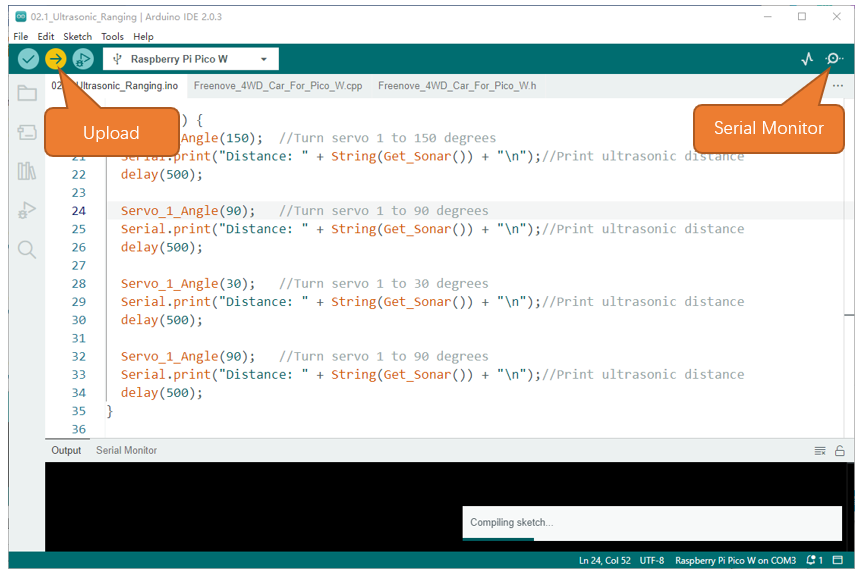 02.1_Ultrasonic_Ranging | Arduino IDE 2.0.3
File Edit Sketch Tools Help
Raspberry Pi Pico W
02 Ultrasonic_Ranging.ino Freenove_4WD_Car_For_Pico_W.cpp Freenove_4WD_Car_For_Pico_W.h ...
Upload
Serial Monitor
) {
_Angle(150); //Turn servo 1 to 150 degrees
21 Serial.print("Distance: " + String(Get_Sonar()) + "\n");//Print ultrasonic distance
22 delay(500);
23
24 Servo_1_Angle(90); //Turn servo 1 to 90 degrees
25 Serial.print("Distance: " + String(Get_Sonar()) + "\n");//Print ultrasonic distance
26 delay(500);
27
28 Servo_1_Angle(30); //Turn servo 1 to 30 degrees
29 Serial.print("Distance: " + String(Get_Sonar()) + "\n");//Print ultrasonic distance
30 delay(500);
31
32 Servo_1_Angle(90); //Turn servo 1 to 90 degrees
33 Serial.print("Distance: " + String(Get_Sonar()) + "\n");//Print ultrasonic distance
34 delay(500);
35 }
36
Output Serial Monitor
Compiling sketch...
Ln 24, Col 52 UTF-8 Raspberry Pi Pico W on COM3 1